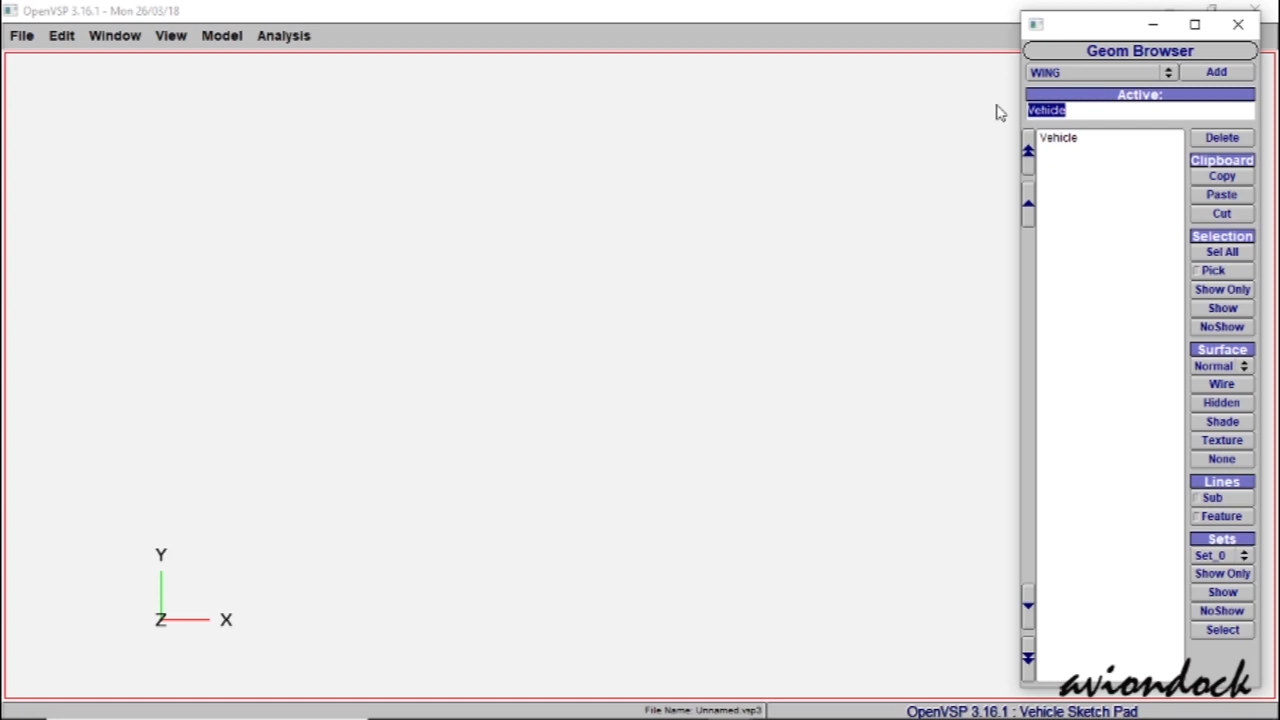 OpenVSP 3.16.1 - Mon 26/03/18
File Edit Window View Model Analysis
Geom Browser
WING Add
Active:
Vehicle
Vehicle
Delete
Clipboard
Copy
Paste
Cut
Selection
Sel All
Pick
Show Only
Show
NoShow
Surface
Normal
Wire
Hidden
Shade
Texture
None
Lines
Sub
Feature
Sets
Set_0
Show Only
Show
NoShow
Select
Y
Z X
aviondock
File Name: Unnamed.vsp3
OpenVSP 3.16.1 : Vehicle Sketch Pad